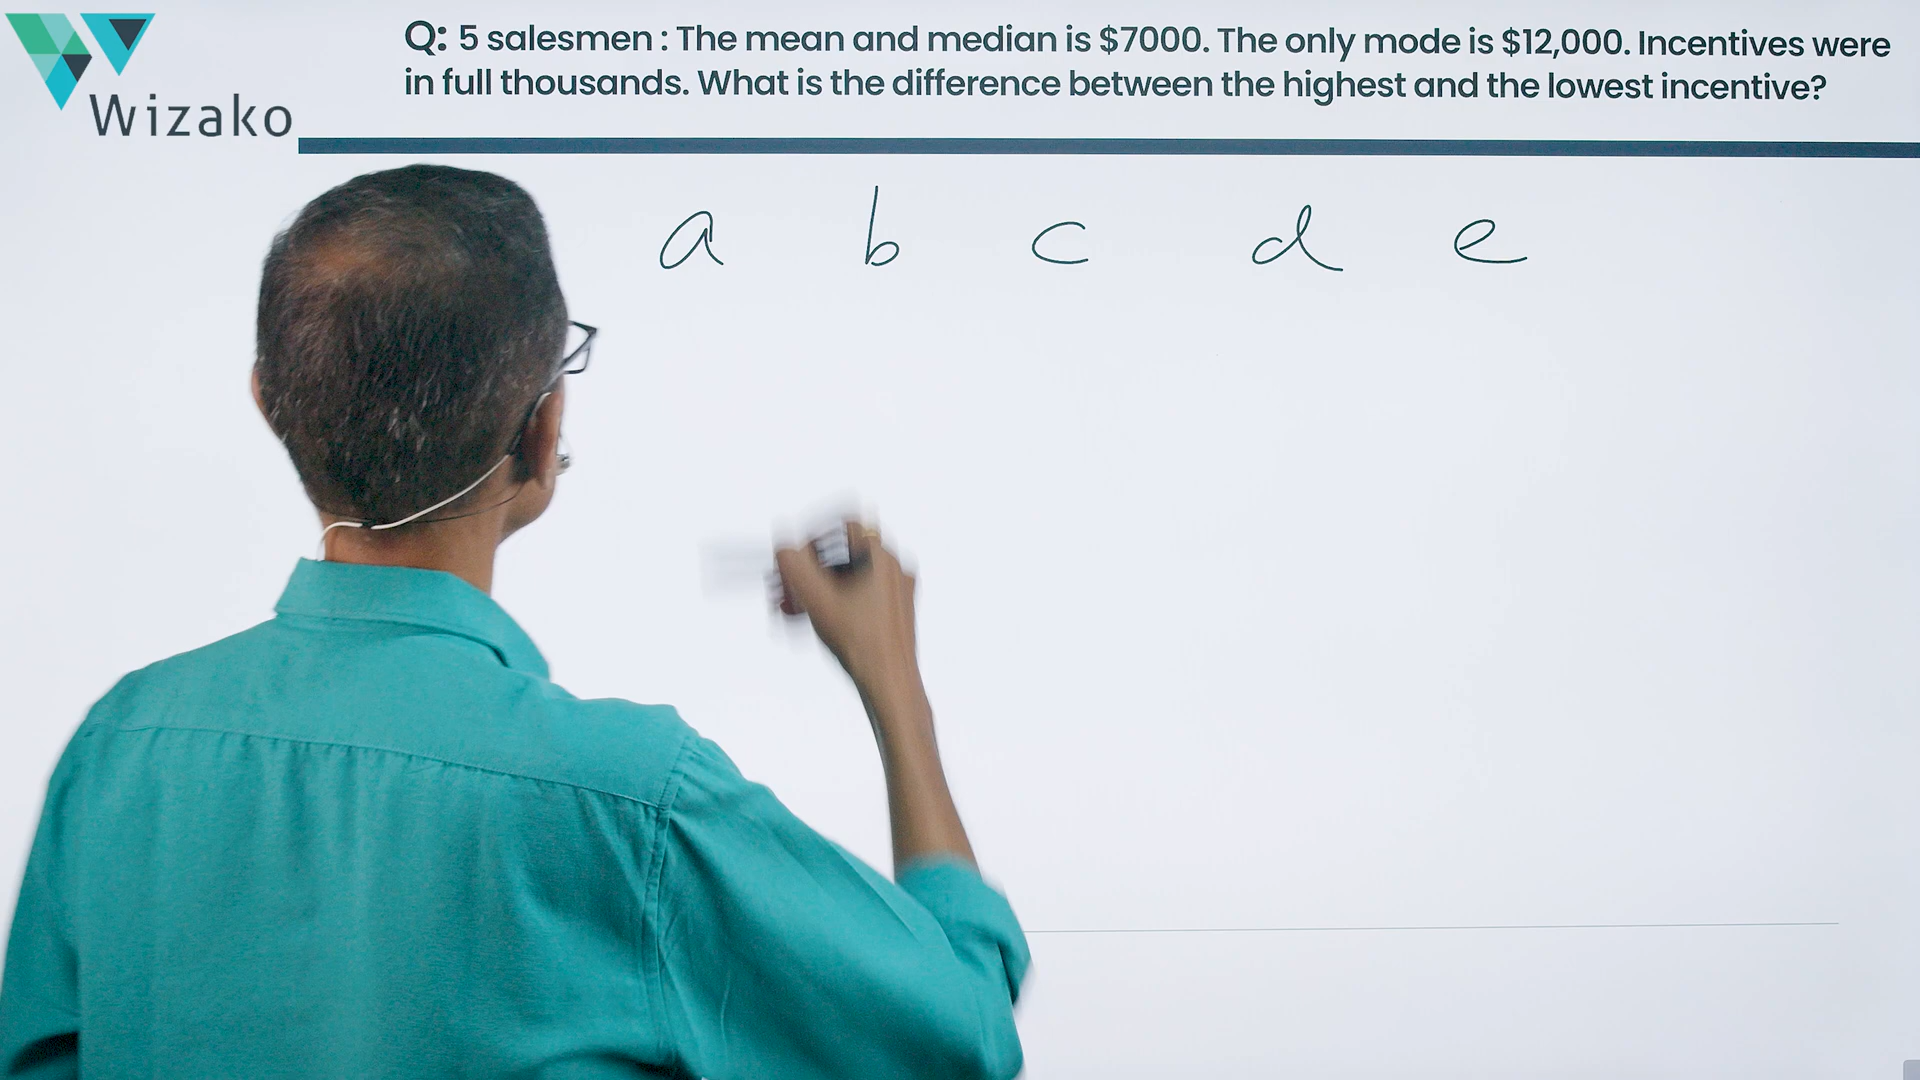 Wizako
Q: 5 salesmen : The mean and median is $7000. The only mode is $12,000. Incentives were
in full thousands. What is the difference between the highest and the lowest incentive?
a b c d e